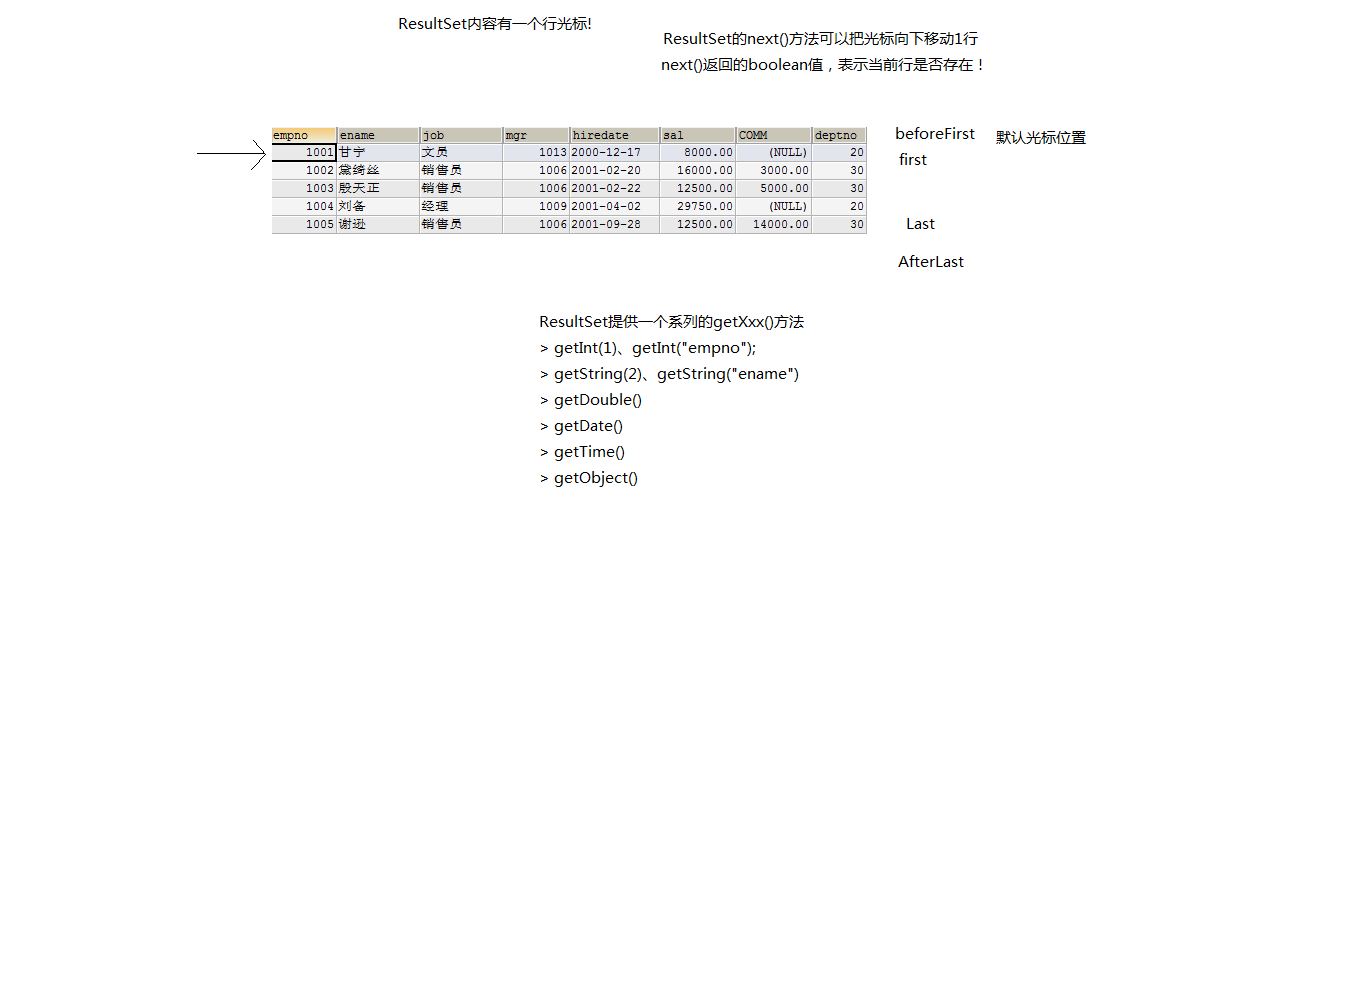 ResultSet内容有一个行光标!
ResultSet的next()方法可以把光标向下移动1行
next()返回的boolean值，表示当前行是否存在！
empno ename job mgr hiredate sal COMM deptno
1001 甘宁 文员 1013 2000-12-17 8000.00 (NULL) 20
1002 黛绮丝 销售员 1006 2001-02-20 16000.00 3000.00 30
1003 殷天正 销售员 1006 2001-02-22 12500.00 5000.00 30
1004 刘备 经理 1009 2001-04-02 29750.00 (NULL) 20
1005 谢逊 销售员 1006 2001-09-28 12500.00 14000.00 30
beforeFirst 默认光标位置
first
Last
AfterLast
ResultSet提供一个系列的getXxx()方法
> getInt(1)、getInt("empno");
> getString(2)、getString("ename")
> getDouble()
> getDate()
> getTime()
> getObject()